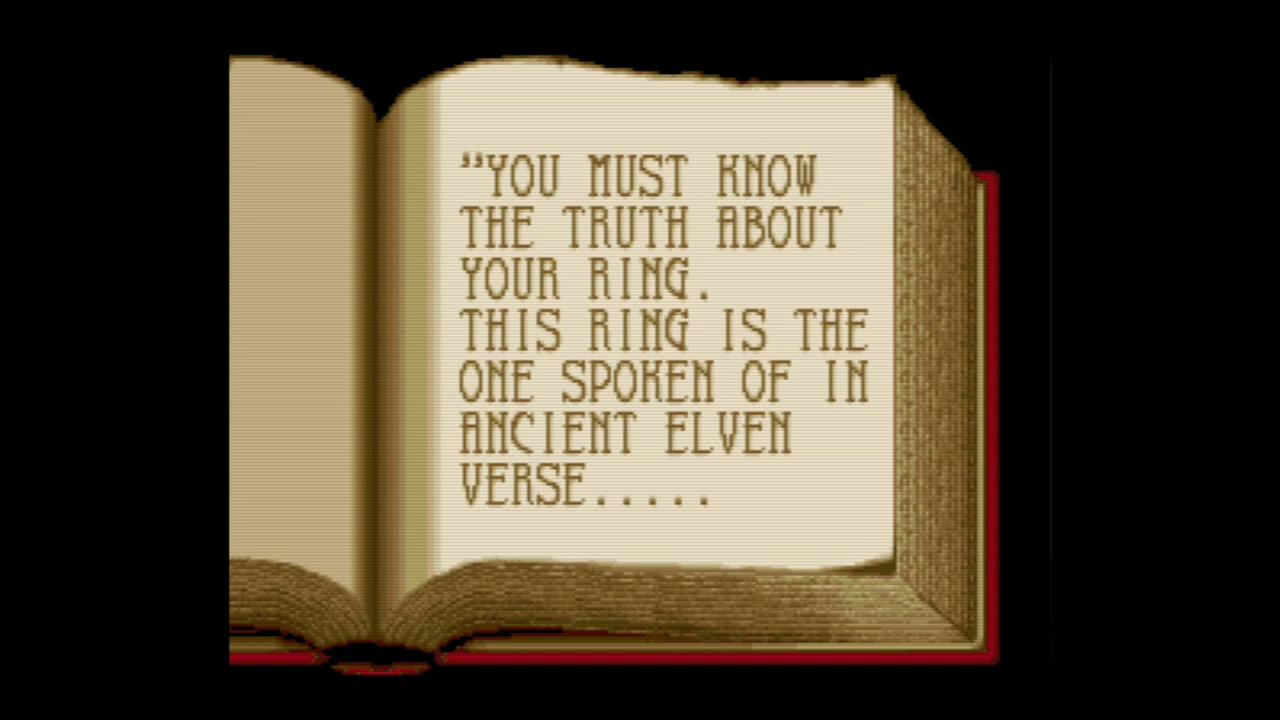 ”YOU MUST KNOW
THE TRUTH ABOUT
YOUR RING.
THIS RING IS THE
ONE SPOKEN OF IN
ANCIENT ELVEN
VERSE.....